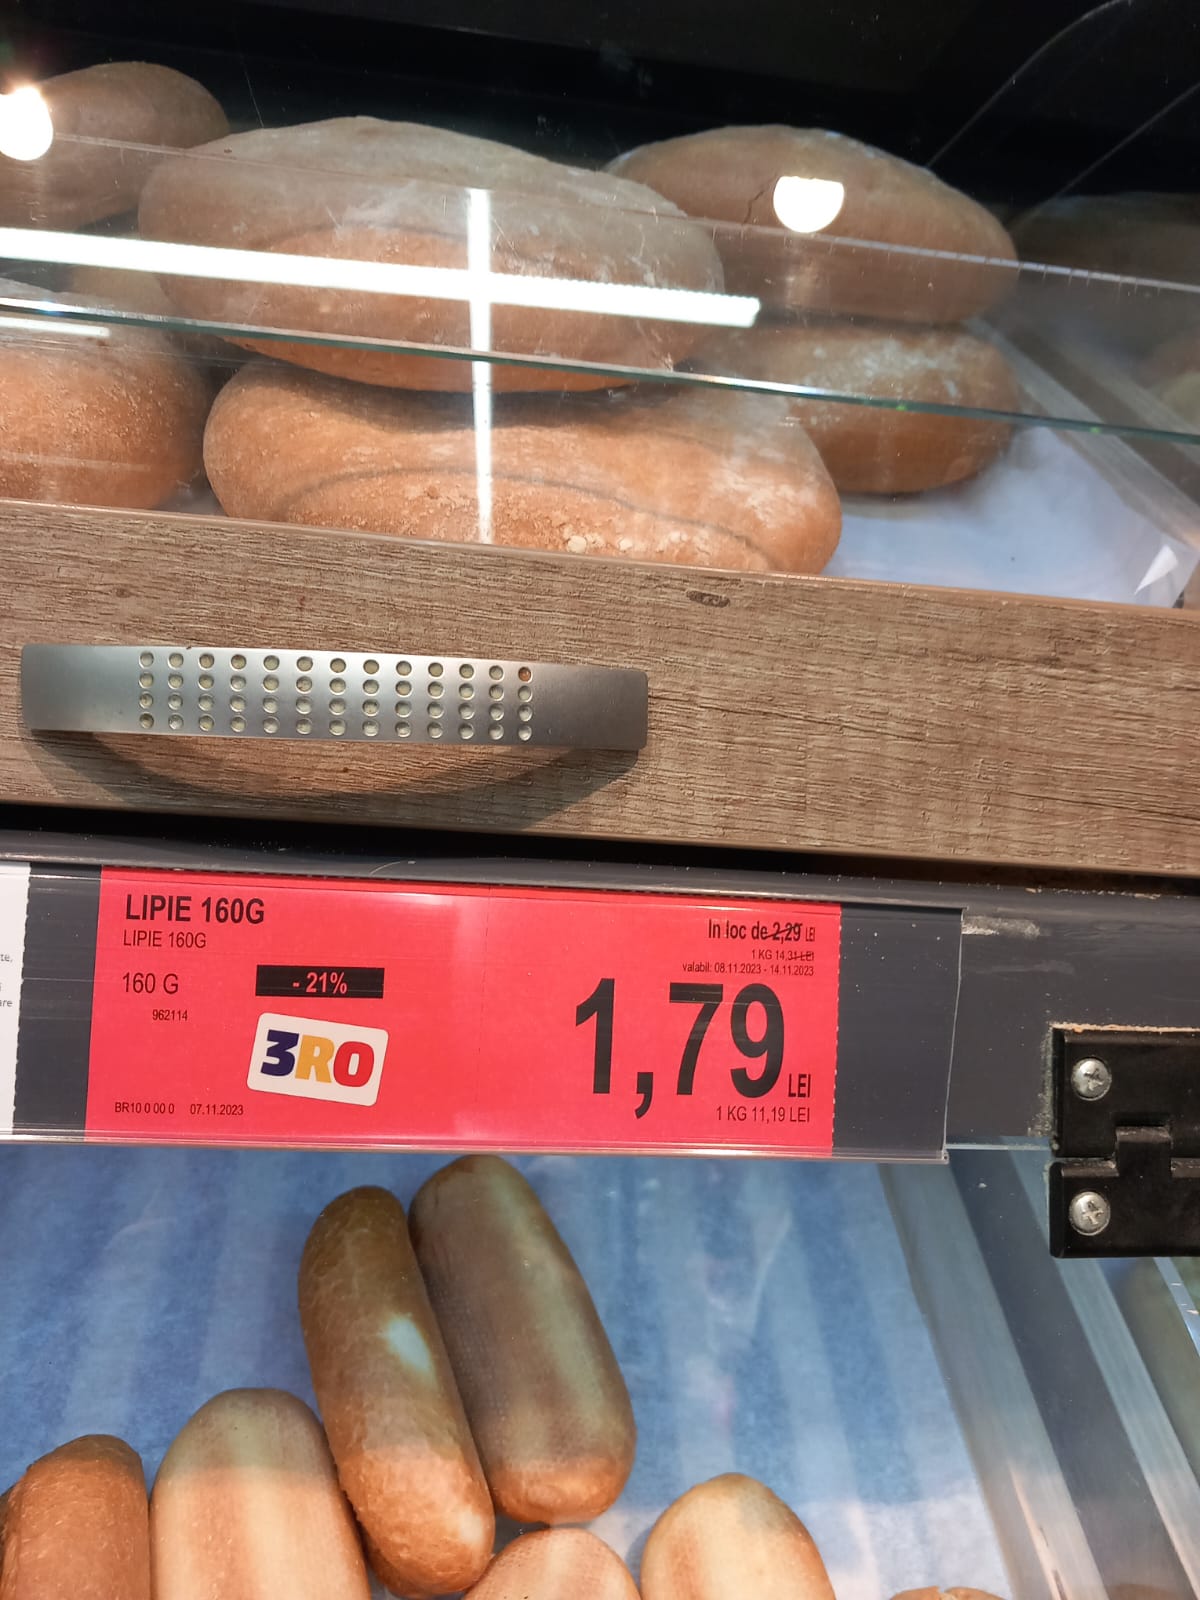 LIPIE 160G
LIPIE 160G
160 G
- 21%
962114
3RO
BR10 0 00 0 07.11.2023
In loc de 2,29 LEI
1 KG 14,31 LEI
valabil: 08.11.2023 - 14.11.2023
1,79 LEI
1 KG 11,19 LEI